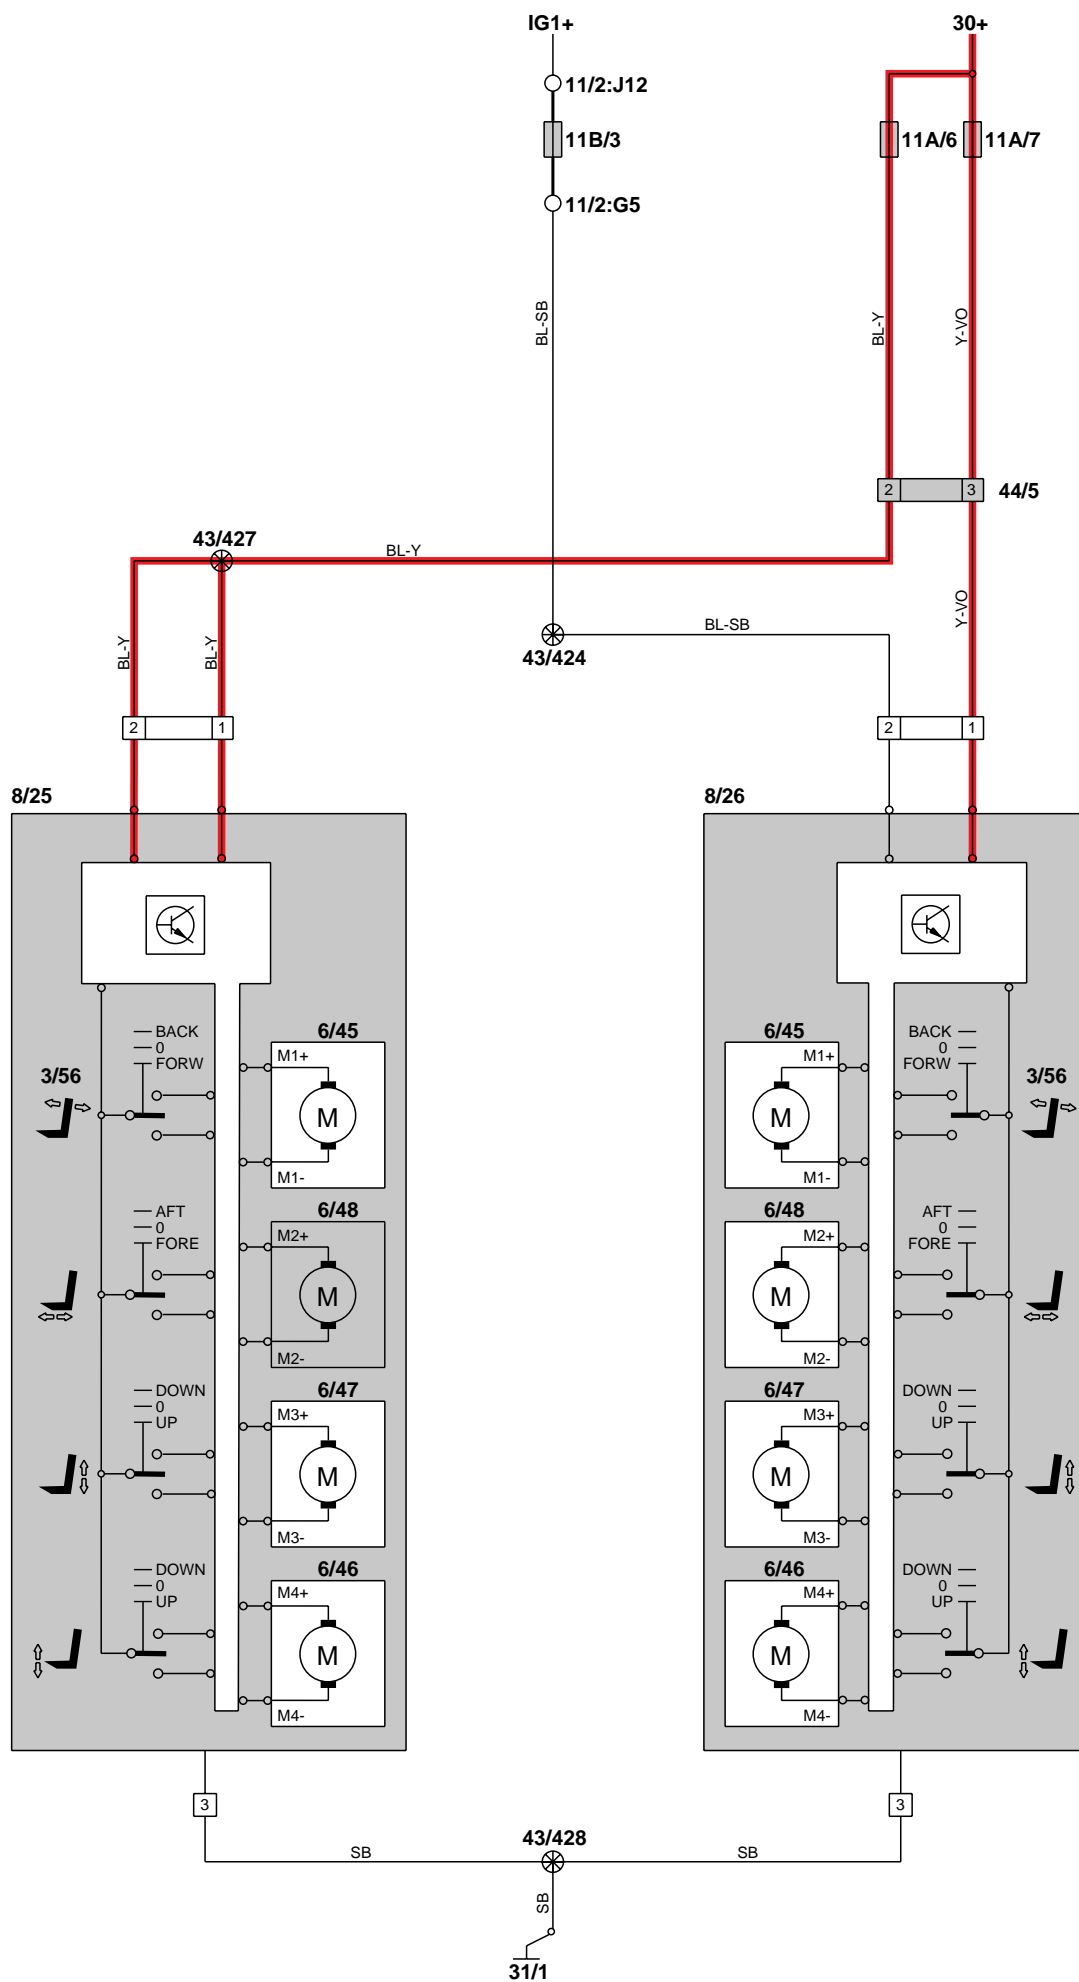 IG1+ 30+
11/2:J12
11B/3 11A/6 11A/7
11/2:G5
BL-SB BL-Y Y-VO
2 3 44/5
43/427
BL-Y
Y-VO
BL-SB
43/424
BL-Y BL-Y
2 1 2 1
8/25 8/26
BACK 6/45 6/45 BACK
0 M1+ M1+ 0
FORW FORW
3/56 3/56
M M
M1- M1-
AFT 6/48 6/48 AFT
0 M2+ M2+ 0
FORE FORE
M M
M2- M2-
DOWN 6/47 6/47 DOWN
0 M3+ M3+ 0
UP UP
M M
M3- M3-
DOWN 6/46 6/46 DOWN
0 M4+ M4+ 0
UP UP
M M
M4- M4-
3 3
43/428
SB SB
SB
31/1